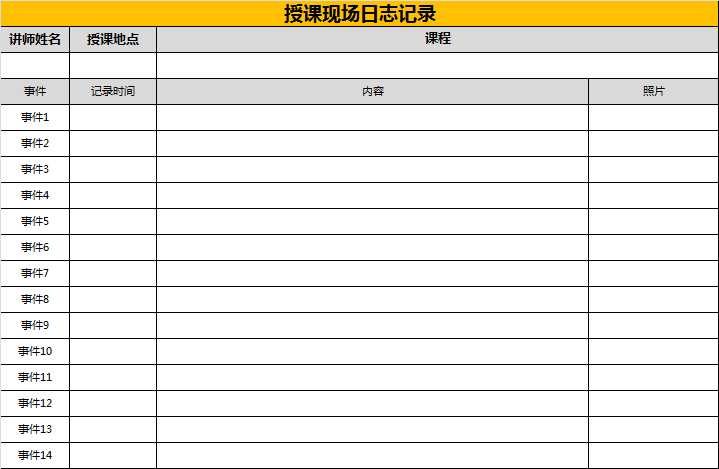 授课现场日志记录
讲师姓名 授课地点 课程
事件 记录时间 内容 照片
事件1
事件2
事件3
事件4
事件5
事件6
事件7
事件8
事件9
事件10
事件11
事件12
事件13
事件14